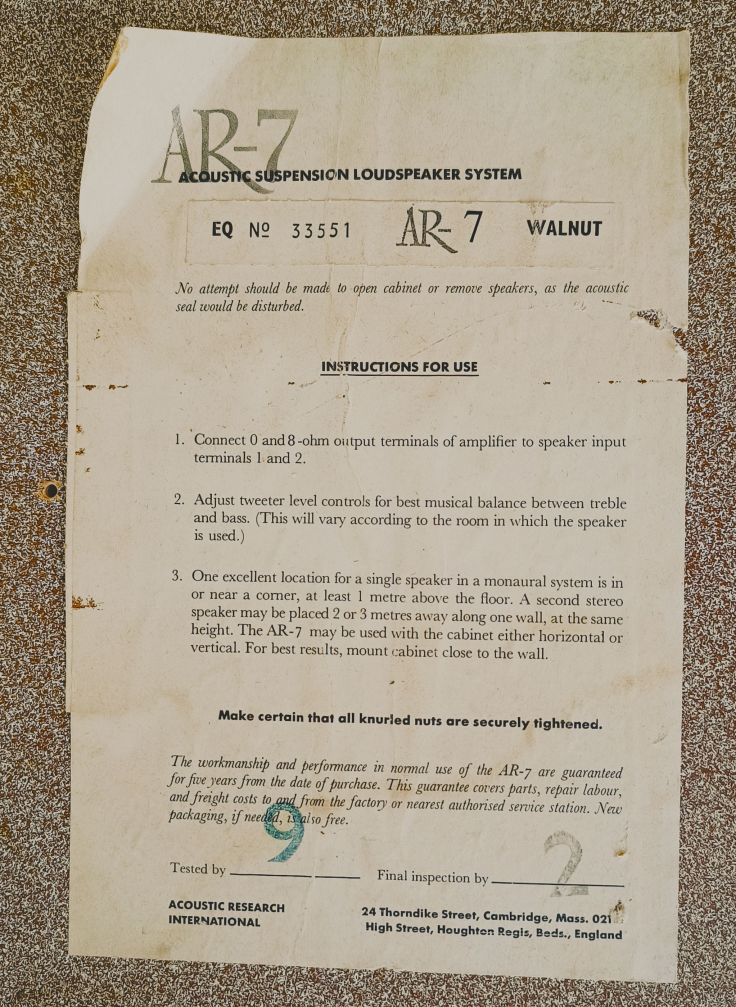 AR-7
ACOUSTIC SUSPENSION LOUDSPEAKER SYSTEM
EQ Nº 33551 AR-7 WALNUT
No attempt should be made to open cabinet or remove speakers, as the acoustic
seal would be disturbed.
INSTRUCTIONS FOR USE
1. Connect 0 and 8-ohm output terminals of amplifier to speaker input
terminals 1 and 2.
2. Adjust tweeter level controls for best musical balance between treble
and bass. (This will vary according to the room in which the speaker
is used.)
3. One excellent location for a single speaker in a monaural system is in
or near a corner, at least 1 metre above the floor. A second stereo
speaker may be placed 2 or 3 metres away along one wall, at the same
height. The AR-7 may be used with the cabinet either horizontal or
vertical. For best results, mount cabinet close to the wall.
Make certain that all knurled nuts are securely tightened.
The workmanship and performance in normal use of the AR-7 are guaranteed
for five years from the date of purchase. This guarantee covers parts, repair labour,
and freight costs to and from the factory or nearest authorised service station. New
packaging, if needed, is also free.
Tested by 9 Final inspection by 2
ACOUSTIC RESEARCH
INTERNATIONAL
24 Thorndike Street, Cambridge, Mass.
High Street, Houghton Regis, Beds., England